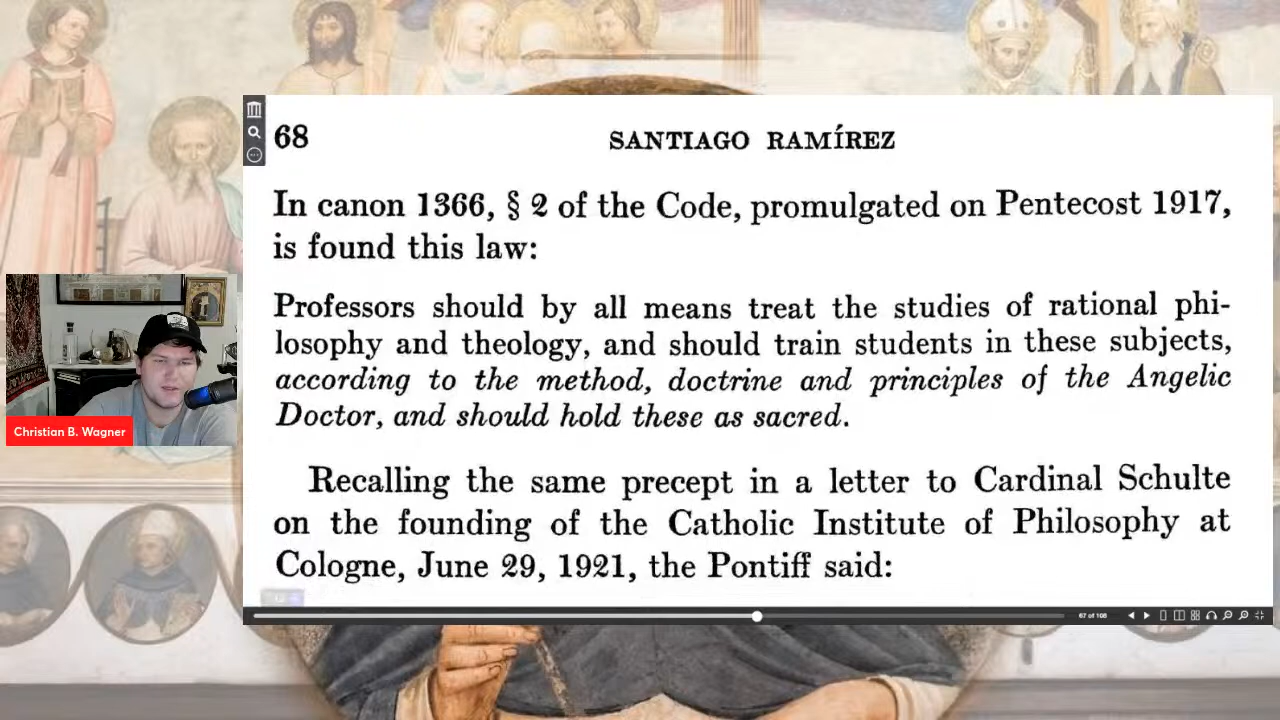 68
SANTIAGO RAMÍREZ
In canon 1366, § 2 of the Code, promulgated on Pentecost 1917,
is found this law:
Professors should by all means treat the studies of rational phi-
losophy and theology, and should train students in these subjects,
according to the method, doctrine and principles of the Angelic
Doctor, and should hold these as sacred.
Recalling the same precept in a letter to Cardinal Schulte
on the founding of the Catholic Institute of Philosophy at
Cologne, June 29, 1921, the Pontiff said:
Christian B. Wagner
67 of 108